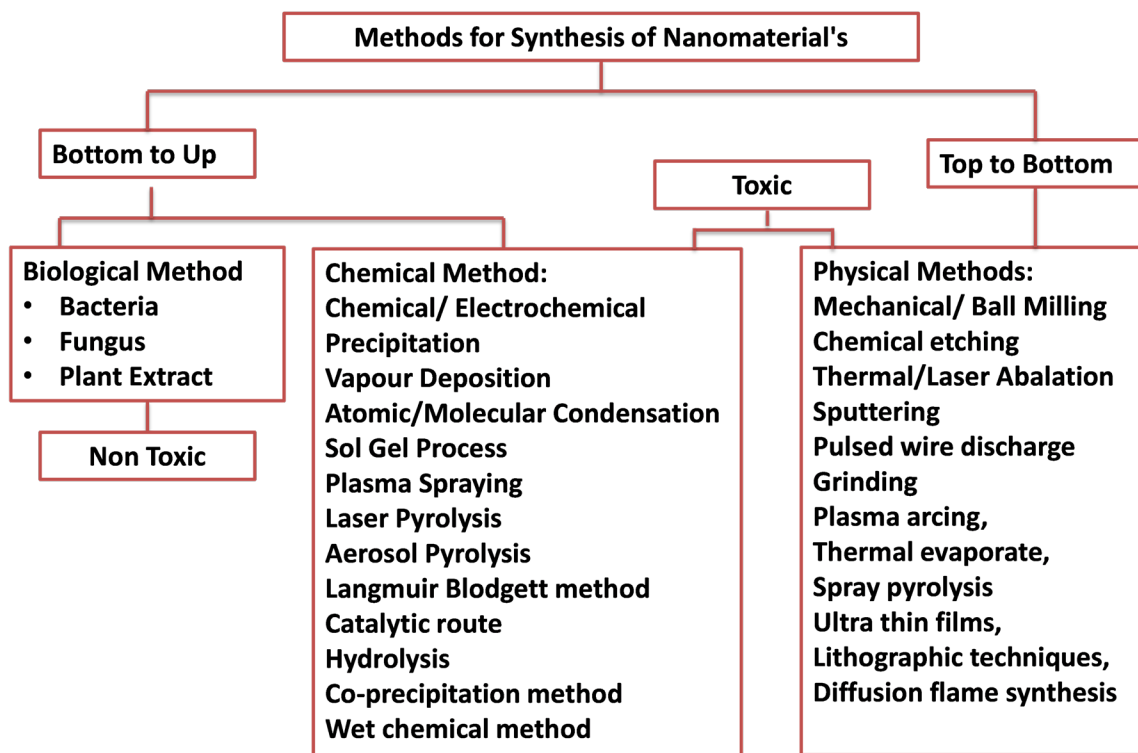 Methods for Synthesis of Nanomaterial's
Bottom to Up
Toxic
Top to Bottom
Biological Method
• Bacteria
• Fungus
• Plant Extract
Non Toxic
Chemical Method:
Chemical/ Electrochemical
Precipitation
Vapour Deposition
Atomic/Molecular Condensation
Sol Gel Process
Plasma Spraying
Laser Pyrolysis
Aerosol Pyrolysis
Langmuir Blodgett method
Catalytic route
Hydrolysis
Co-precipitation method
Wet chemical method
Physical Methods:
Mechanical/ Ball Milling
Chemical etching
Thermal/Laser Abalation
Sputtering
Pulsed wire discharge
Grinding
Plasma arcing,
Thermal evaporate,
Spray pyrolysis
Ultra thin films,
Lithographic techniques,
Diffusion flame synthesis